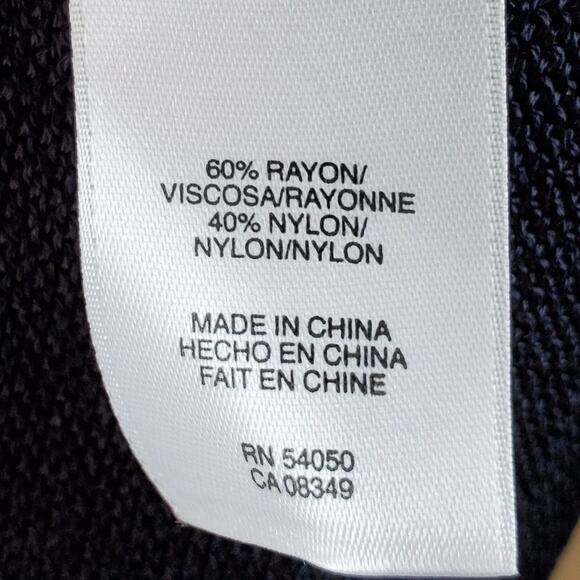 60% RAYON/
VISCOSA/RAYONNE
40% NYLON/
NYLON/NYLON
MADE IN CHINA
HECHO EN CHINA
FAIT EN CHINE
RN 54050
CA 08349